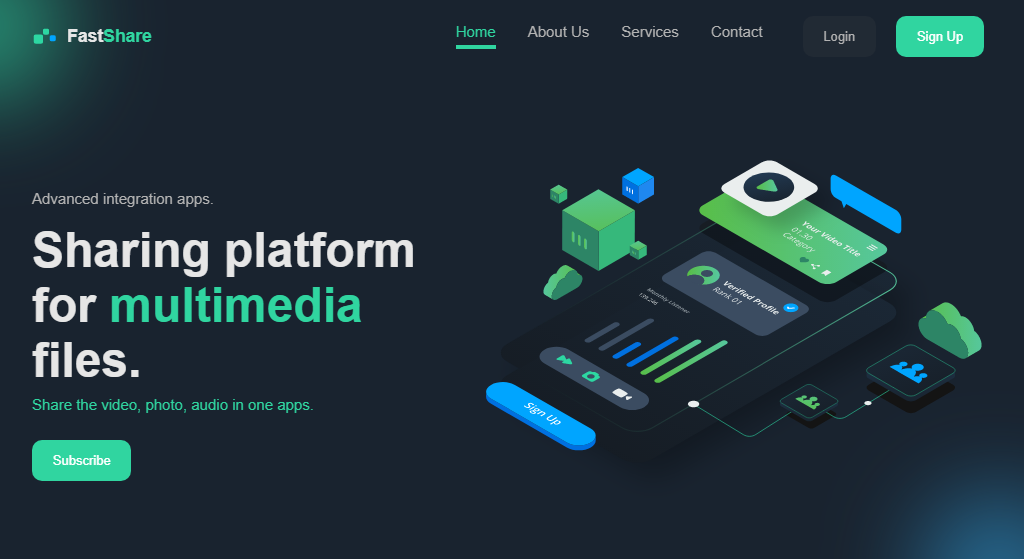 FastShare
Home
About Us
Services
Contact
Login
Sign Up
Advanced integration apps.
Sharing platform
for multimedia
files.
Share the video, photo, audio in one apps.
Subscribe
Your Video Title
01:30
Category
Verified Profile
Rank 01
Monthly Listener
Sign Up